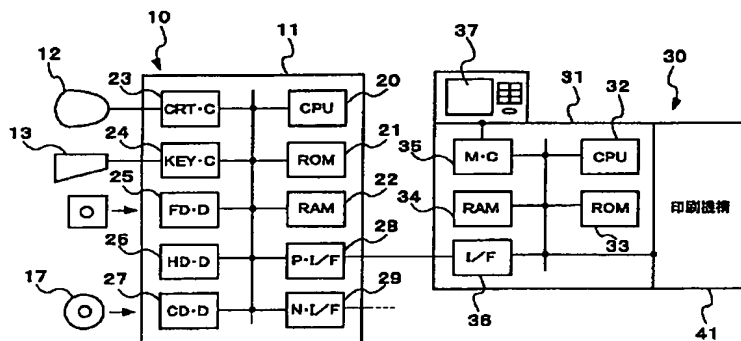 10
11
12
23
CRT・C
CPU
20
13
24
KEY・C
ROM
21
25
FD・D
RAM
22
26
HD・D
P・I/F
28
17
27
CD・D
N・I/F
29
37
31
32
30
35
M・C
CPU
34
RAM
ROM
33
印刷機構
I/F
36
41